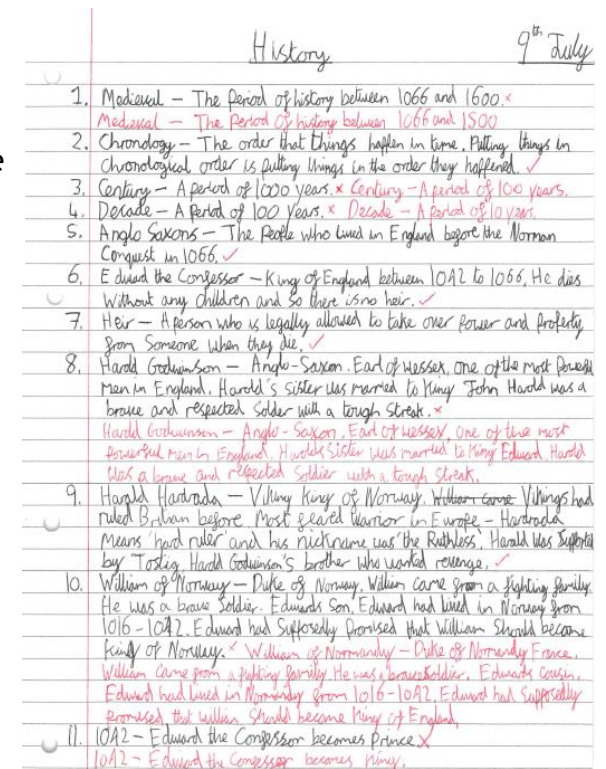 History 9th July
e
1. Medieval – The Period of history between 1066 and 1600. ×
Medieval – The Period of history between 1066 and 1500
2. Chronology – The order that things happen in time. Putting things in
chronological order is putting things in the order they happened. ✓
3. Century – A period of 1000 years. × Century – A period of 100 years.
4. Decade – A Period of 100 Years. × Decade – A Period of 10 years.
5. Anglo Saxons – The People who lived in England before the Norman
Conquest in 1066. ✓
6. Edward the Confessor – King of England between 1042 to 1066, He dies
without any children and so there is no heir. ✓
7. Heir – A person who is legally allowed to take over power and property
from Someone when they die. ✓
8. Harold Godwinson – Anglo-Saxon. Earl of Wessex, one of the most Powerful
men in England. Harold's sister was married to King John Harold was a
brave and respected Solder with a tough Streak. ×
Harold Godwinson – Anglo-Saxon. Earl of Wessex, one of the most
powerful men in England. Harolds Sister was married to King Edward. Harold
was a brave and respected Soldier with a tough Streak.
9. Harald Hardrada – Viking King of Norway. William came Vikings had
ruled Britian before. Most feared warrior in Europe – Hardrada
Means 'hard ruler' and his nickname was 'the Ruthless'. Harald was Supported
by Tostig, Harold Godwinson's brother who wanted revenge. ✓
10. William of Norway – Duke of Norway, William came from a fighting family.
He was a brave Soldier. Edwards Son, Edward had lived in Norway from
1016-1042. Edward had Supposedly Promised that William Should become
King of Norway. × William of Normandy – Duke of Normandy France.
William came from a fighting family. He was a brave Soldier. Edwards cousin.
Edward had lived in Normandy from 1016-1042. Edward had Supposedly
promised, that willian Should become King of England.
11. 1042 – Edward the Confessor becomes Prince ×
1042 – Edward the Confessor becomes King.